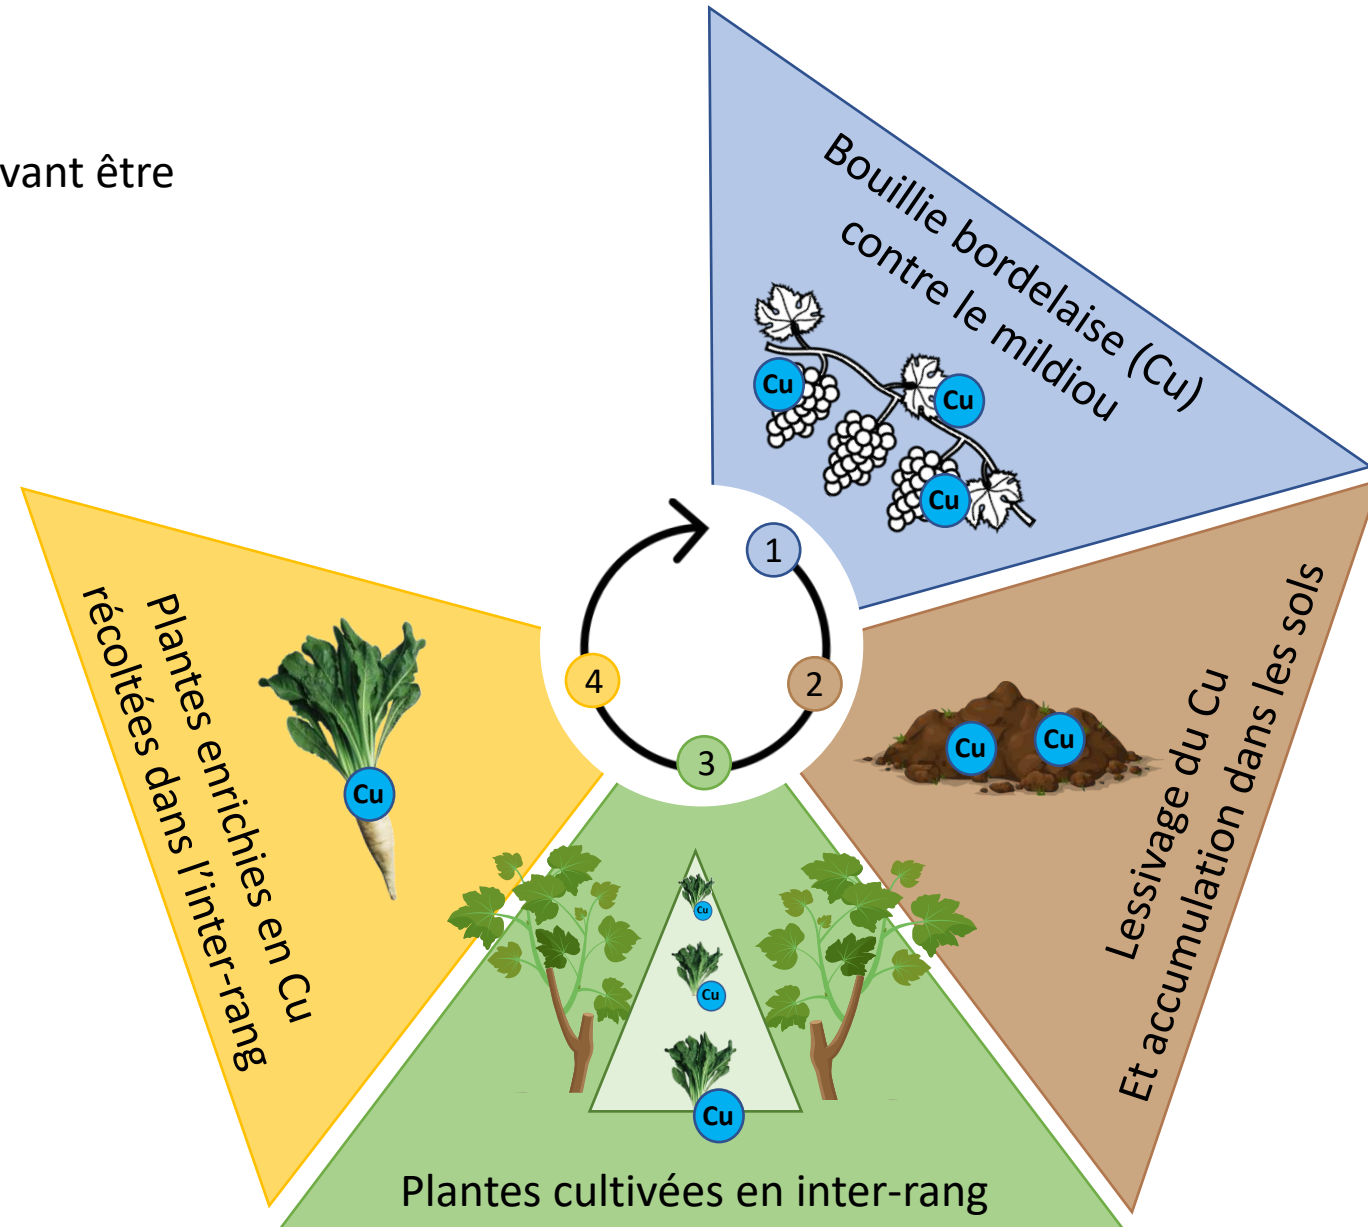 vant être
Bouillie bordelaise (Cu)
contre le mildiou
Cu
Cu
Cu
1
2
3
4
Lessivage du Cu
Et accumulation dans les sols
Cu
Cu
Cu
Cu
Cu
Plantes cultivées en inter-rang
Plantes enrichies en Cu
récoltées dans l'inter-rang
Cu